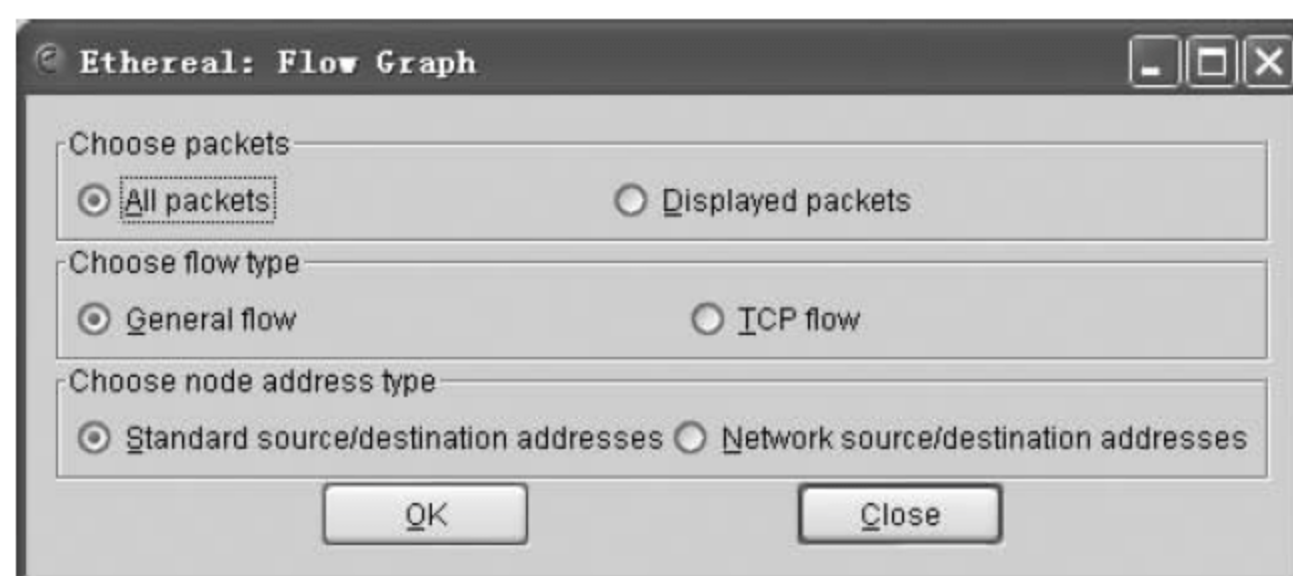 Ethereal: Flow Graph
Choose packets
All packets Displayed packets
Choose flow type
General flow TCP flow
Choose node address type
Standard source/destination addresses Network source/destination addresses
OK Close